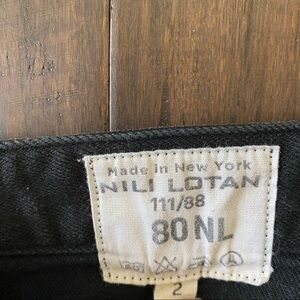 Made in New York
NILI LOTAN
111/88
80 NL
2